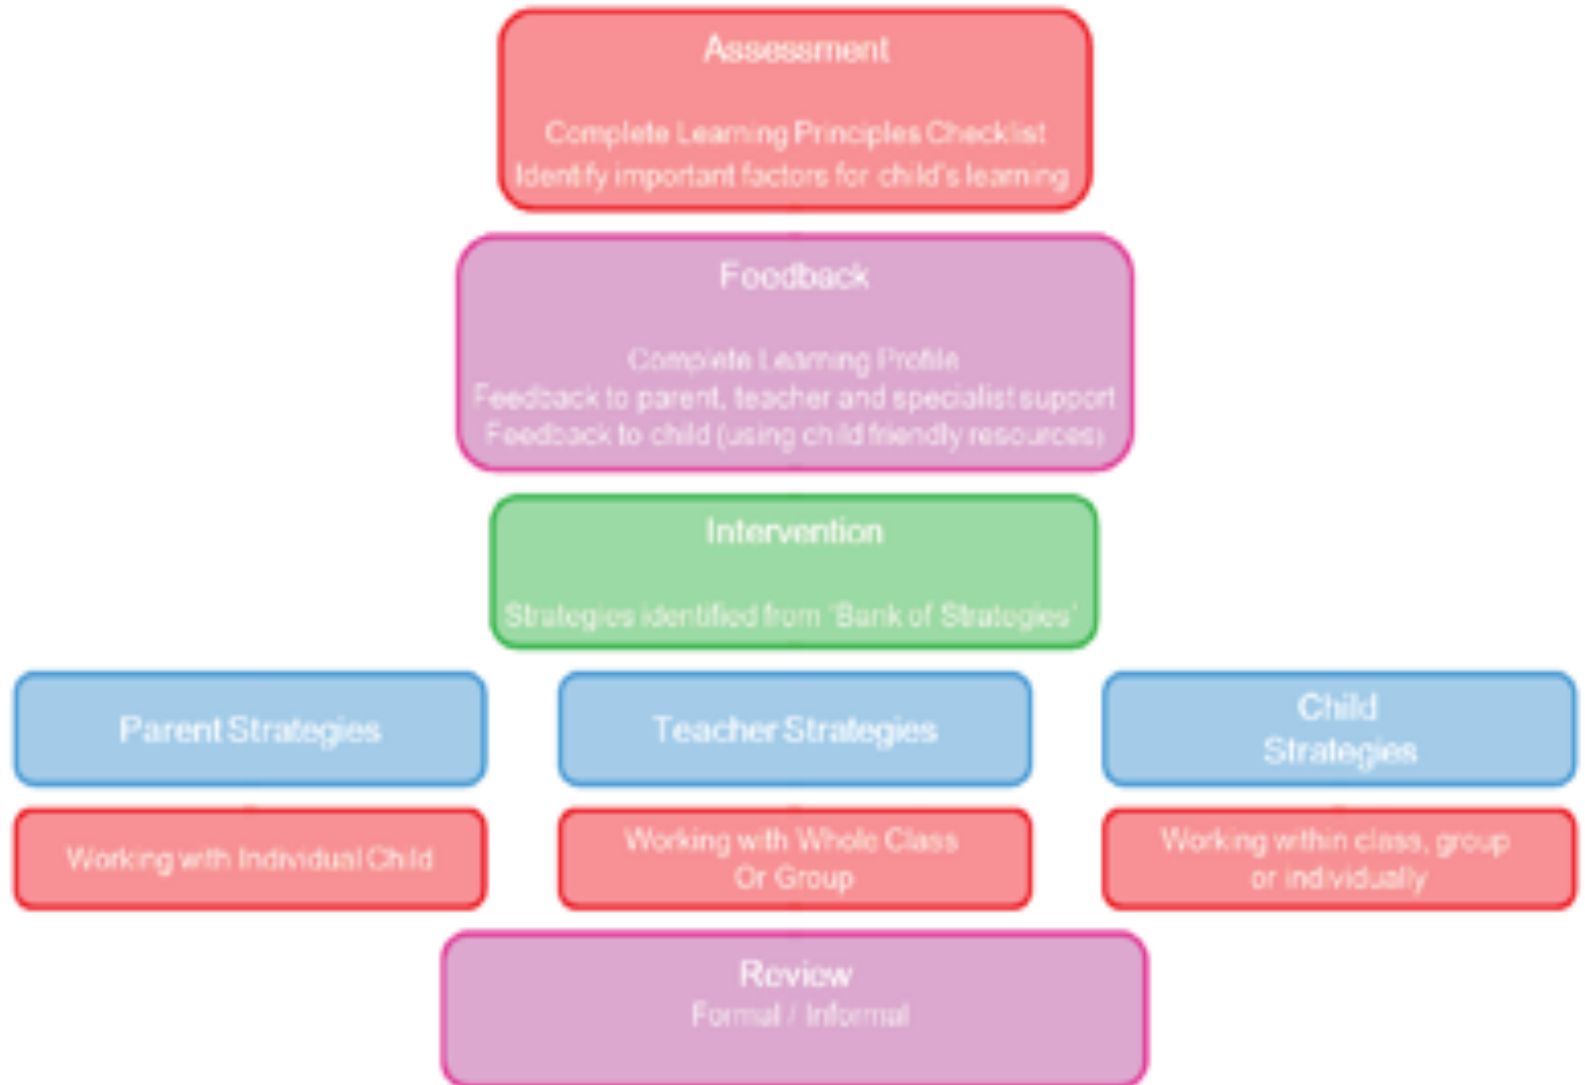 Assessment
Complete Learning Principles Checklist
Identify important factors for child's learning
Feedback
Complete Learning Profile
Feedback to parent, teacher and specialist support
Feedback to child (using child friendly resources)
Intervention
Strategies identified from 'Bank of Strategies'
Parent Strategies
Teacher Strategies
Child
Strategies
Working with Individual Child
Working with Whole Class
Or Group
Working within class, group
or individually
Review
Formal / Informal